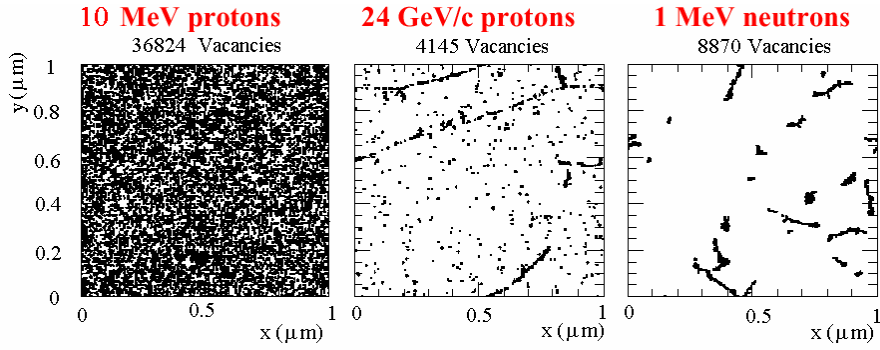 10 MeV protons
36824 Vacancies
24 GeV/c protons
4145 Vacancies
1 MeV neutrons
8870 Vacancies
y (μm)
1
0.8
0.6
0.4
0.2
0
0
0.5
1
x (μm)
0
0.5
1
x (μm)
0
0.5
1
x (μm)